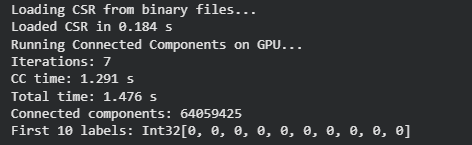 Loading CSR from binary files...
Loaded CSR in 0.184 s
Running Connected Components on GPU...
Iterations: 7
CC time: 1.291 s
Total time: 1.476 s
Connected components: 64059425
First 10 labels: Int32[0, 0, 0, 0, 0, 0, 0, 0, 0, 0]